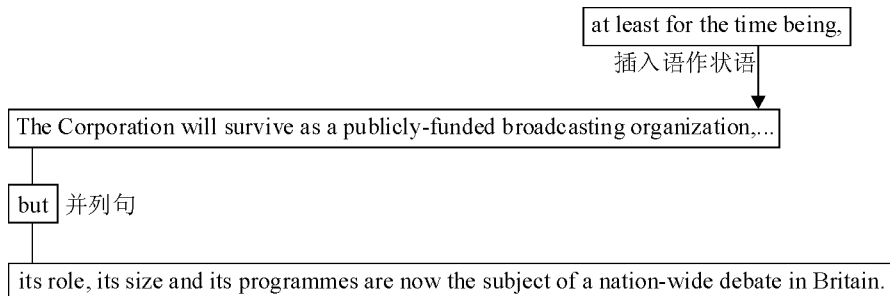 at least for the time being,
插入语作状语
The Corporation will survive as a publicly-funded broadcasting organization,...
but 并列句
its role, its size and its programmes are now the subject of a nation-wide debate in Britain.